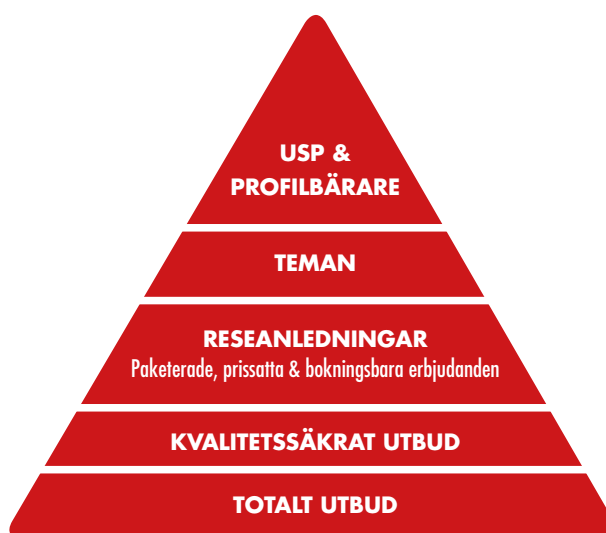 USP &
PROFILBÄRARE
TEMAN
RESEANLEDNINGAR
Paketerade, prissatta & bokningsbara erbjudanden
KVALITETSSÄKRAT UTBUD
TOTALT UTBUD